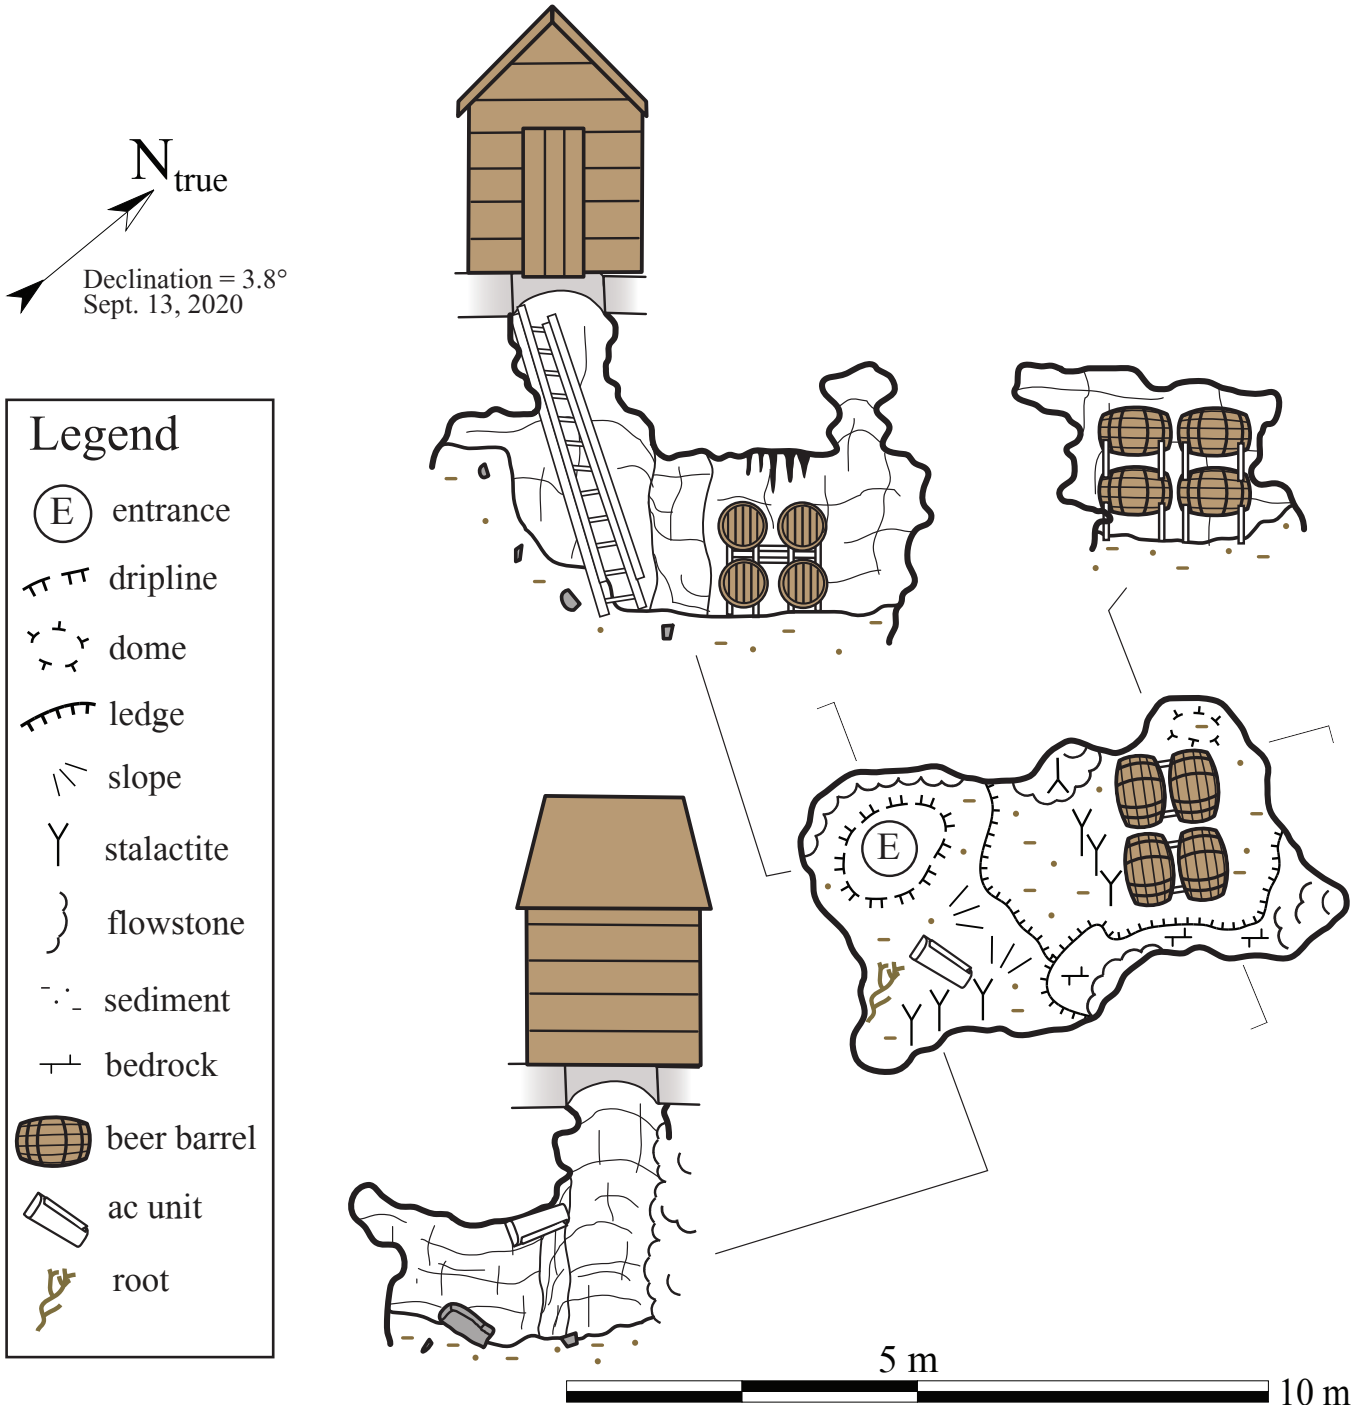 N
true
Declination = 3.8°
Sept. 13, 2020
Legend
E entrance
dripline
dome
ledge
slope
stalactite
flowstone
sediment
bedrock
beer barrel
ac unit
root
E
5 m
10 m